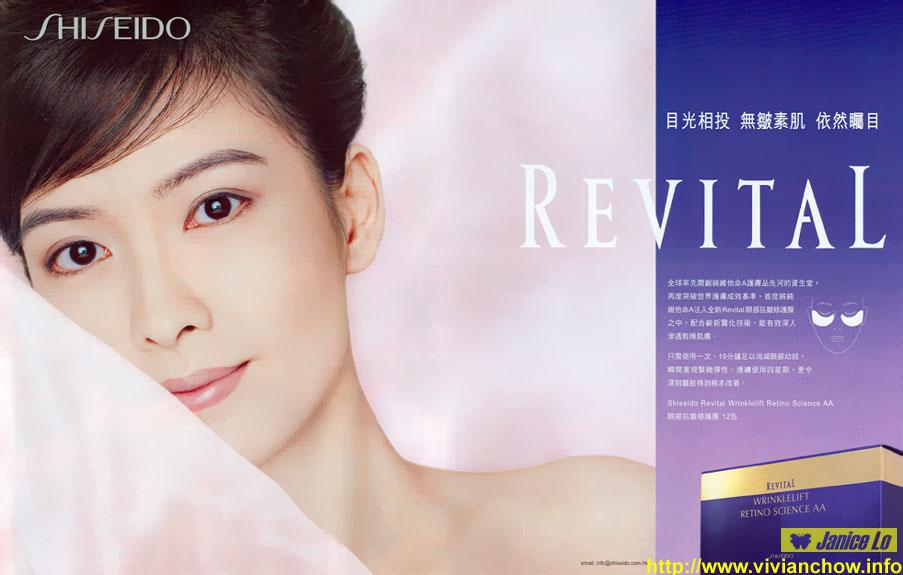 SHISEIDO
目光相投 無皺素肌 依然矚目
REVITAL
全球率先開創純維他命A護膚品先河的資生堂,
再度突破世界護膚成效基準,首度將純
維他命A注入全新Revital眼部抗皺修護膜
之中,配合嶄新霧化技術,能有效深入
滲透乾燥肌膚。
只需使用一次,15分鐘足以消減眼部幼紋,
瞬間重現緊緻彈性。連續使用四星期,更令
深刻皺紋得到根本改善。
Shiseido Revital Wrinklelift Retino Science AA
眼部抗皺修護膜 12包
REVITAL
WRINKLELIFT
RETINO SCIENCE AA
SHISEIDO
Janice Lo
email: info@shiseido.com.hk
http://www.vivianchow.info